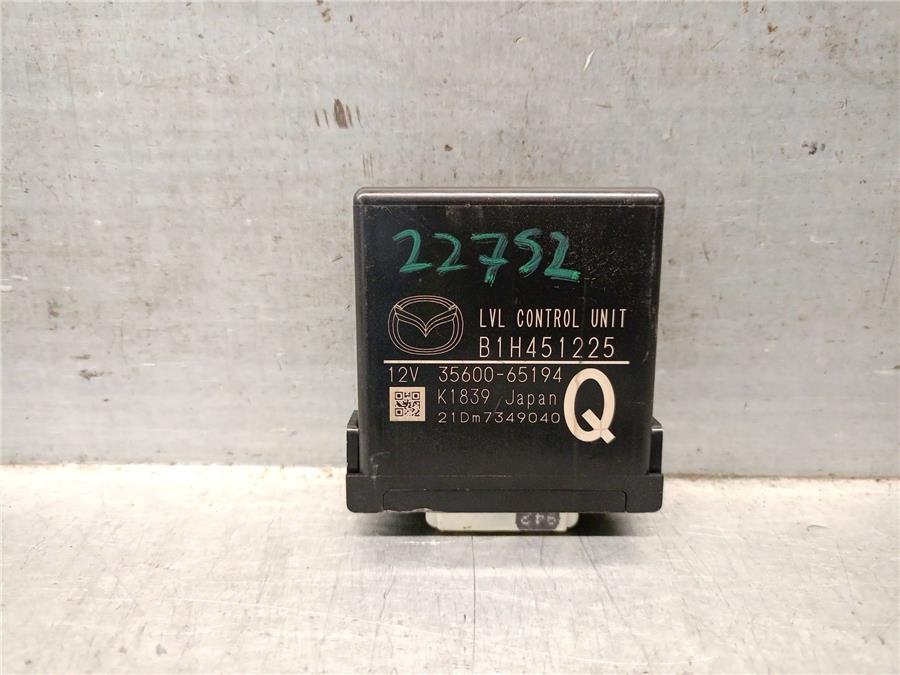 22752
LVL CONTROL UNIT
B1H451225
12V 35600-65194
K1839 Japan
21Dm7349040
Q